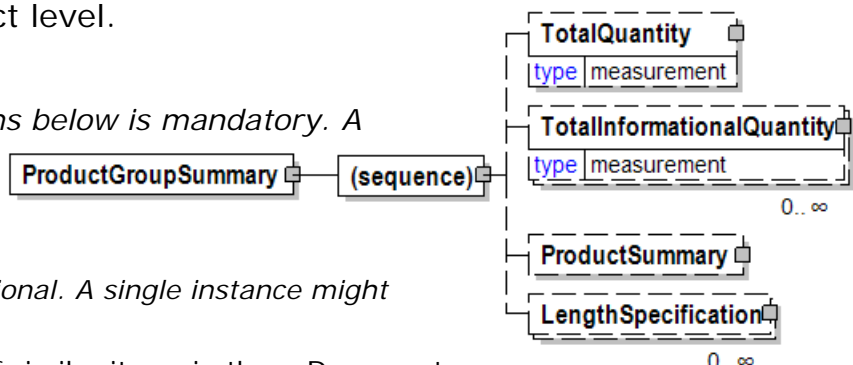 ct level.
TotalQuantity
type measurement
ns below is mandatory. A
TotalInformationalQuantity
type measurement
0.. ∞
ProductGroupSummary
(sequence)
ProductSummary
ional. A single instance might
LengthSpecification
0.. ∞